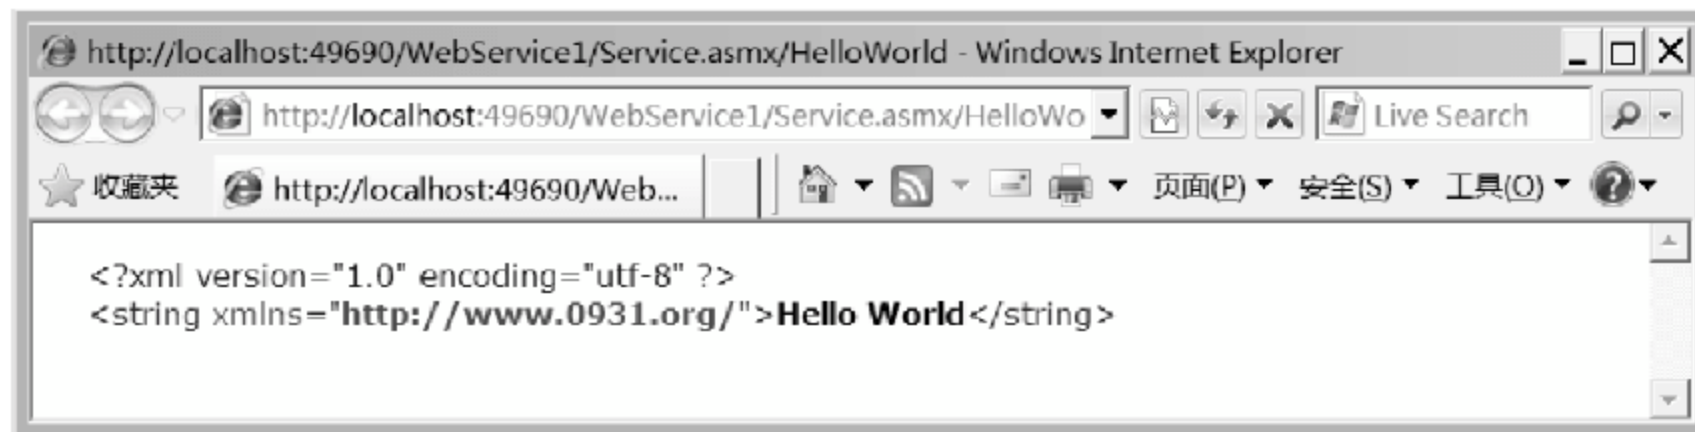 http://localhost:49690/WebService1/Service.asmx/HelloWorld - Windows Internet Explorer
http://localhost:49690/WebService1/Service.asmx/HelloWo Live Search
收藏夹 http://localhost:49690/Web... 页面(P) 安全(S) 工具(O)
<?xml version="1.0" encoding="utf-8" ?>
<string xmlns="http://www.0931.org/">Hello World</string>